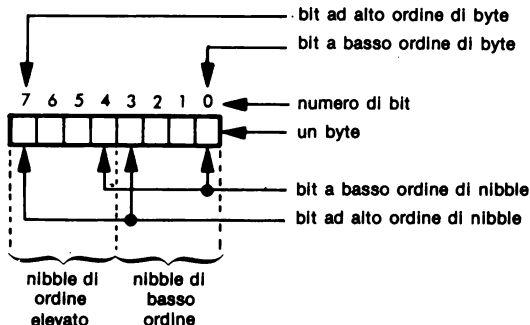 bit ad alto ordine di byte
bit a basso ordine di byte
7 6 5 4 3 2 1 0
numero di bit
un byte
bit a basso ordine di nibble
bit ad alto ordine di nibble
nibble di
ordine
elevato
nibble di
basso
ordine